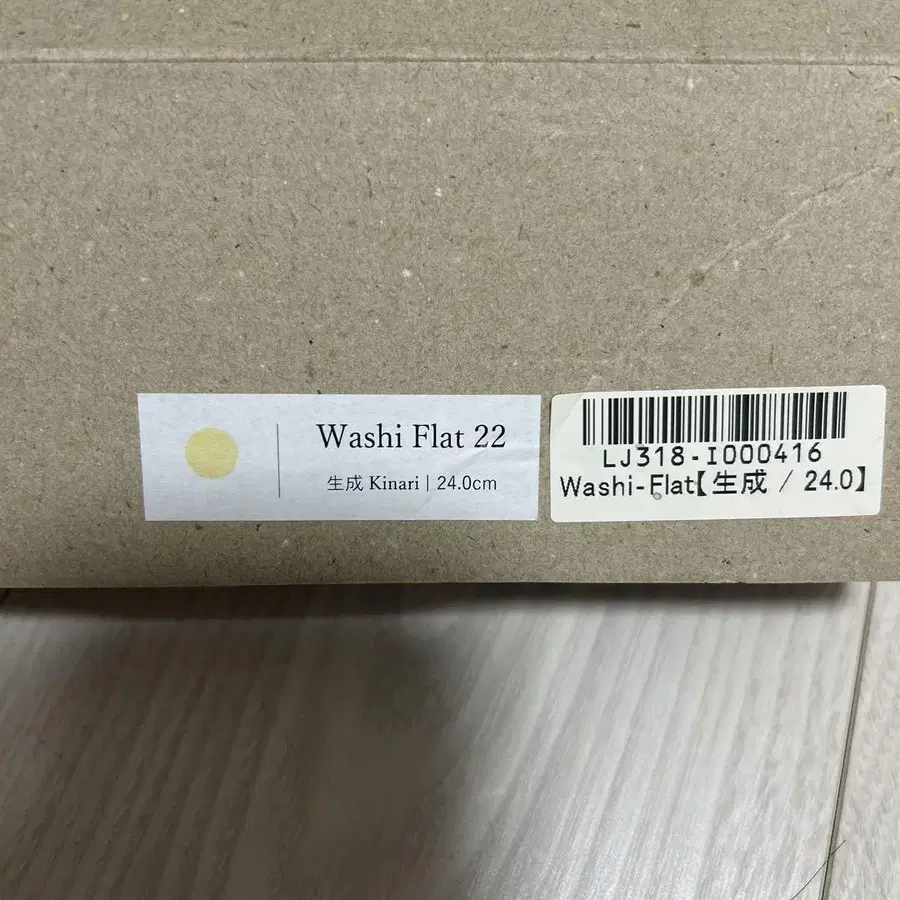 Washi Flat 22
生成 Kinari | 24.0cm
LJ318-I000416
Washi-Flat【生成 / 24.0】